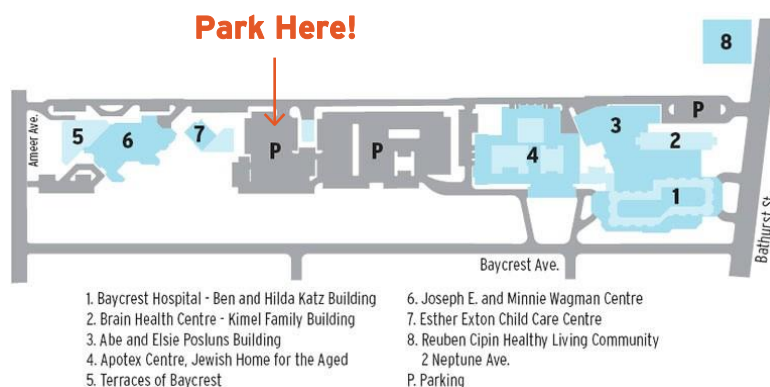 Park Here!
8
P
3
5
6
7
2
P
P
4
1
Ameer Ave.
Bathurst St.
Baycrest Ave.
1. Baycrest Hospital - Ben and Hilda Katz Building
2. Brain Health Centre - Kimel Family Building
3. Abe and Elsie Posluns Building
4. Apotex Centre, Jewish Home for the Aged
5. Terraces of Baycrest
6. Joseph E. and Minnie Wagman Centre
7. Esther Exton Child Care Centre
8. Reuben Cipin Healthy Living Community
2 Neptune Ave.
P. Parking